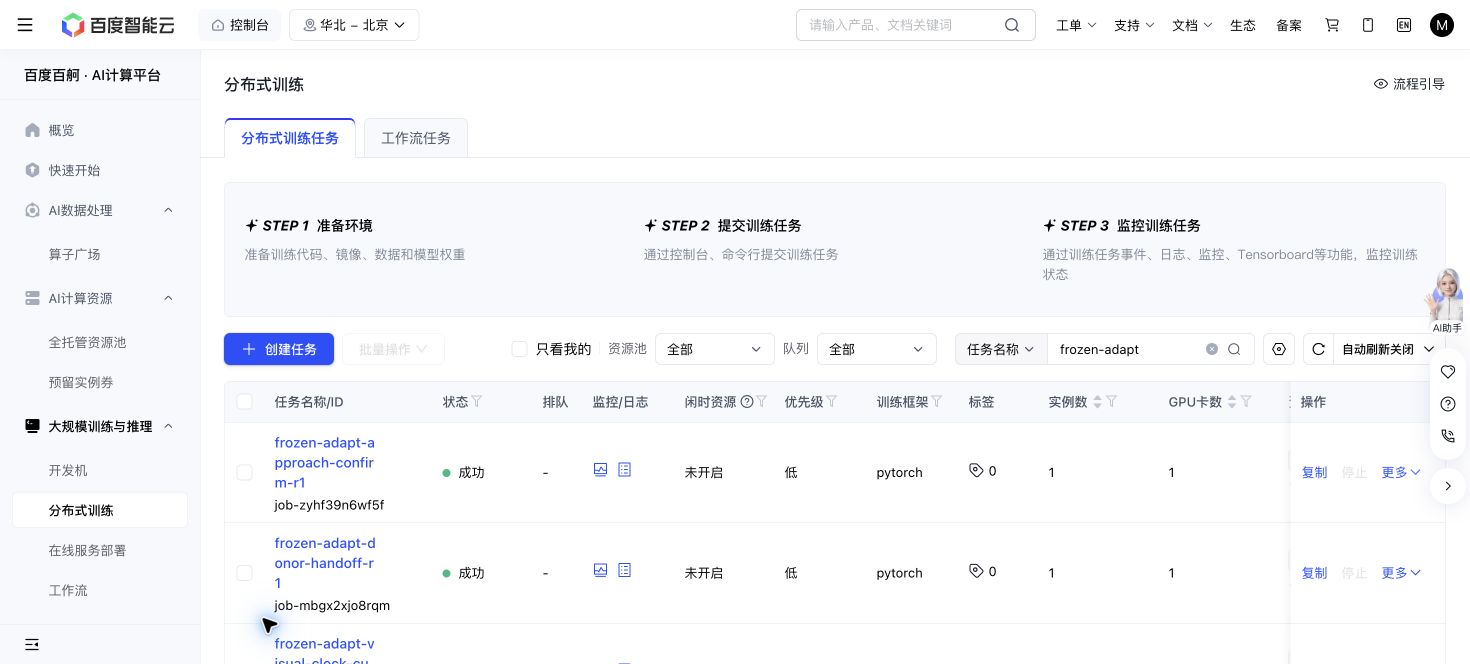 百度智能云
控制台
华北 – 北京
请输入产品、文档关键词
工单
支持
文档
生态
备案
EN
M
百度百舸 · AI计算平台
概览
快速开始
AI数据处理
算子广场
AI计算资源
全托管资源池
预留实例券
大规模训练与推理
开发机
分布式训练
在线服务部署
工作流
分布式训练
流程引导
分布式训练任务
工作流任务
STEP 1 准备环境
准备训练代码、镜像、数据和模型权重
STEP 2 提交训练任务
通过控制台、命令行提交训练任务
STEP 3 监控训练任务
通过训练任务事件、日志、监控、Tensorboard等功能，监控训练
状态
AI助手
创建任务
批量操作
只看我的
资源池
全部
队列
全部
任务名称
frozen-adapt
自动刷新关闭
任务名称/ID
状态
排队
监控/日志
闲时资源
优先级
训练框架
标签
实例数
GPU卡数
操作
frozen-adapt-a
pproach-confir
m-r1
job-zyhf39n6wf5f
成功
-
未开启
低
pytorch
0
1
1
复制
停止
更多
frozen-adapt-d
onor-handoff-r
1
job-mbgx2xjo8rqm
成功
-
未开启
低
pytorch
0
1
1
复制
停止
更多
frozen-adapt-v
isual-clock-cu